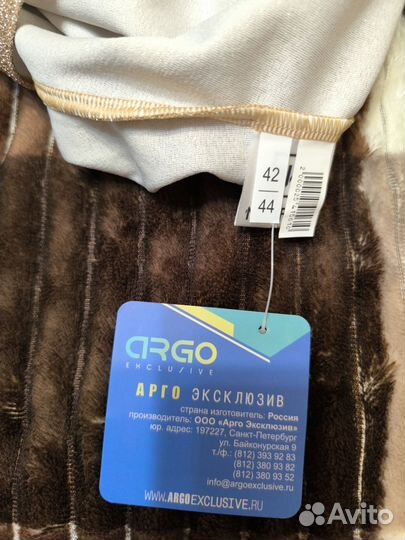 42
44
ARGO
EXCLUSIVE
АРГО ЭКСКЛЮЗИВ
страна изготовитель: Россия
производитель: ООО «Арго Эксклюзив»
юр. адрес: 197227, Санкт-Петербург
ул. Байконурская 9
т./ф.: (812) 393 92 83
(812) 380 93 82
(812) 380 93 52
info@argoexclusive.ru
WWW.ARGOEXCLUSIVE.RU
Avito